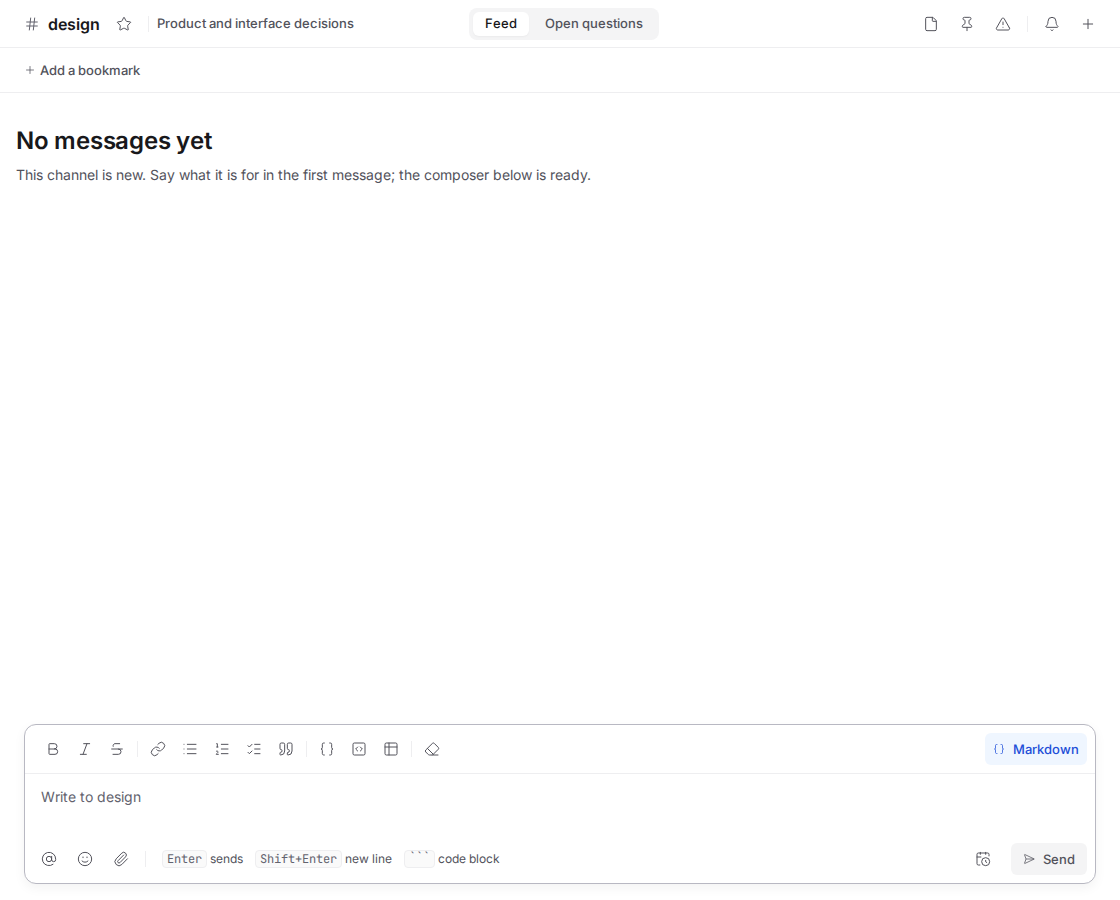 # design
Product and interface decisions
Feed
Open questions
+ Add a bookmark
No messages yet
This channel is new. Say what it is for in the first message; the composer below is ready.
Markdown
Write to design
Enter sends
Shift+Enter new line
``` code block
Send